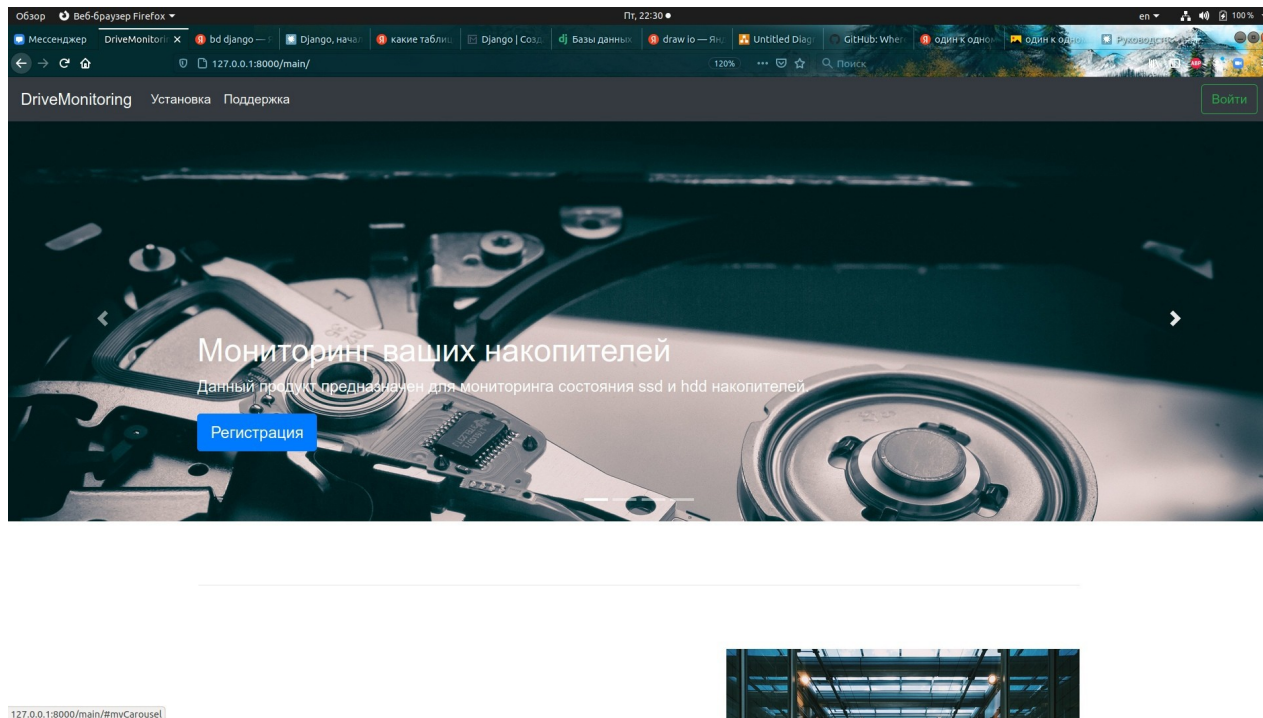 Обзор Веб-браузер Firefox Пт, 22:30 en 100 %
Мессенджер DriveMonitorin bd django — Я Django, начал какие таблиц Django | Созд Базы данных draw io — Янд Untitled Diag GitHub: Wher один к одном один к одно Руководств
127.0.0.1:8000/main/ 120% Поиск
DriveMonitoring Установка Поддержка Войти
Мониторинг ваших накопителей
Данный продукт предназначен для мониторинга состояния ssd и hdd накопителей.
Регистрация
127.0.0.1:8000/main/#myCarousel